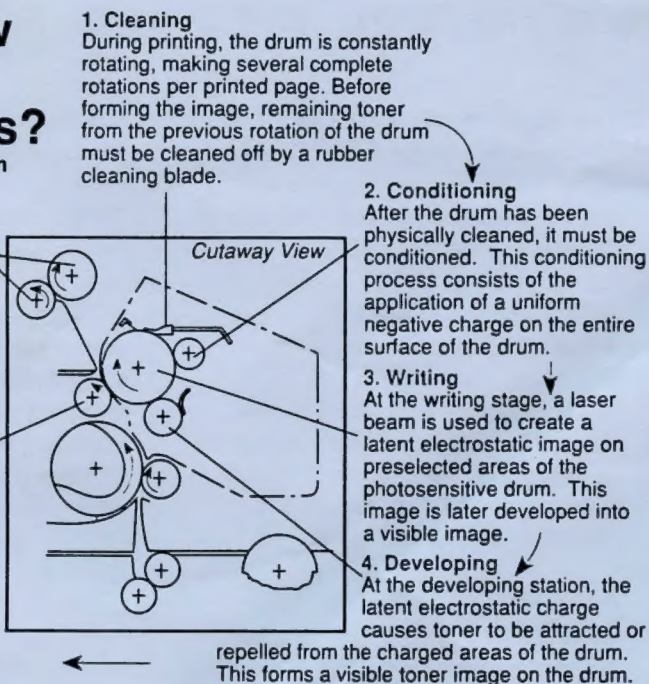 s?
1. Cleaning
During printing, the drum is constantly
rotating, making several complete
rotations per printed page. Before
forming the image, remaining toner
from the previous rotation of the drum
must be cleaned off by a rubber
cleaning blade.
Cutaway View
2. Conditioning
After the drum has been
physically cleaned, it must be
conditioned. This conditioning
process consists of the
application of a uniform
negative charge on the entire
surface of the drum.
3. Writing
At the writing stage, a laser
beam is used to create a
latent electrostatic image on
preselected areas of the
photosensitive drum. This
image is later developed into
a visible image.
4. Developing
At the developing station, the
latent electrostatic charge
causes toner to be attracted or
repelled from the charged areas of the drum.
This forms a visible toner image on the drum.